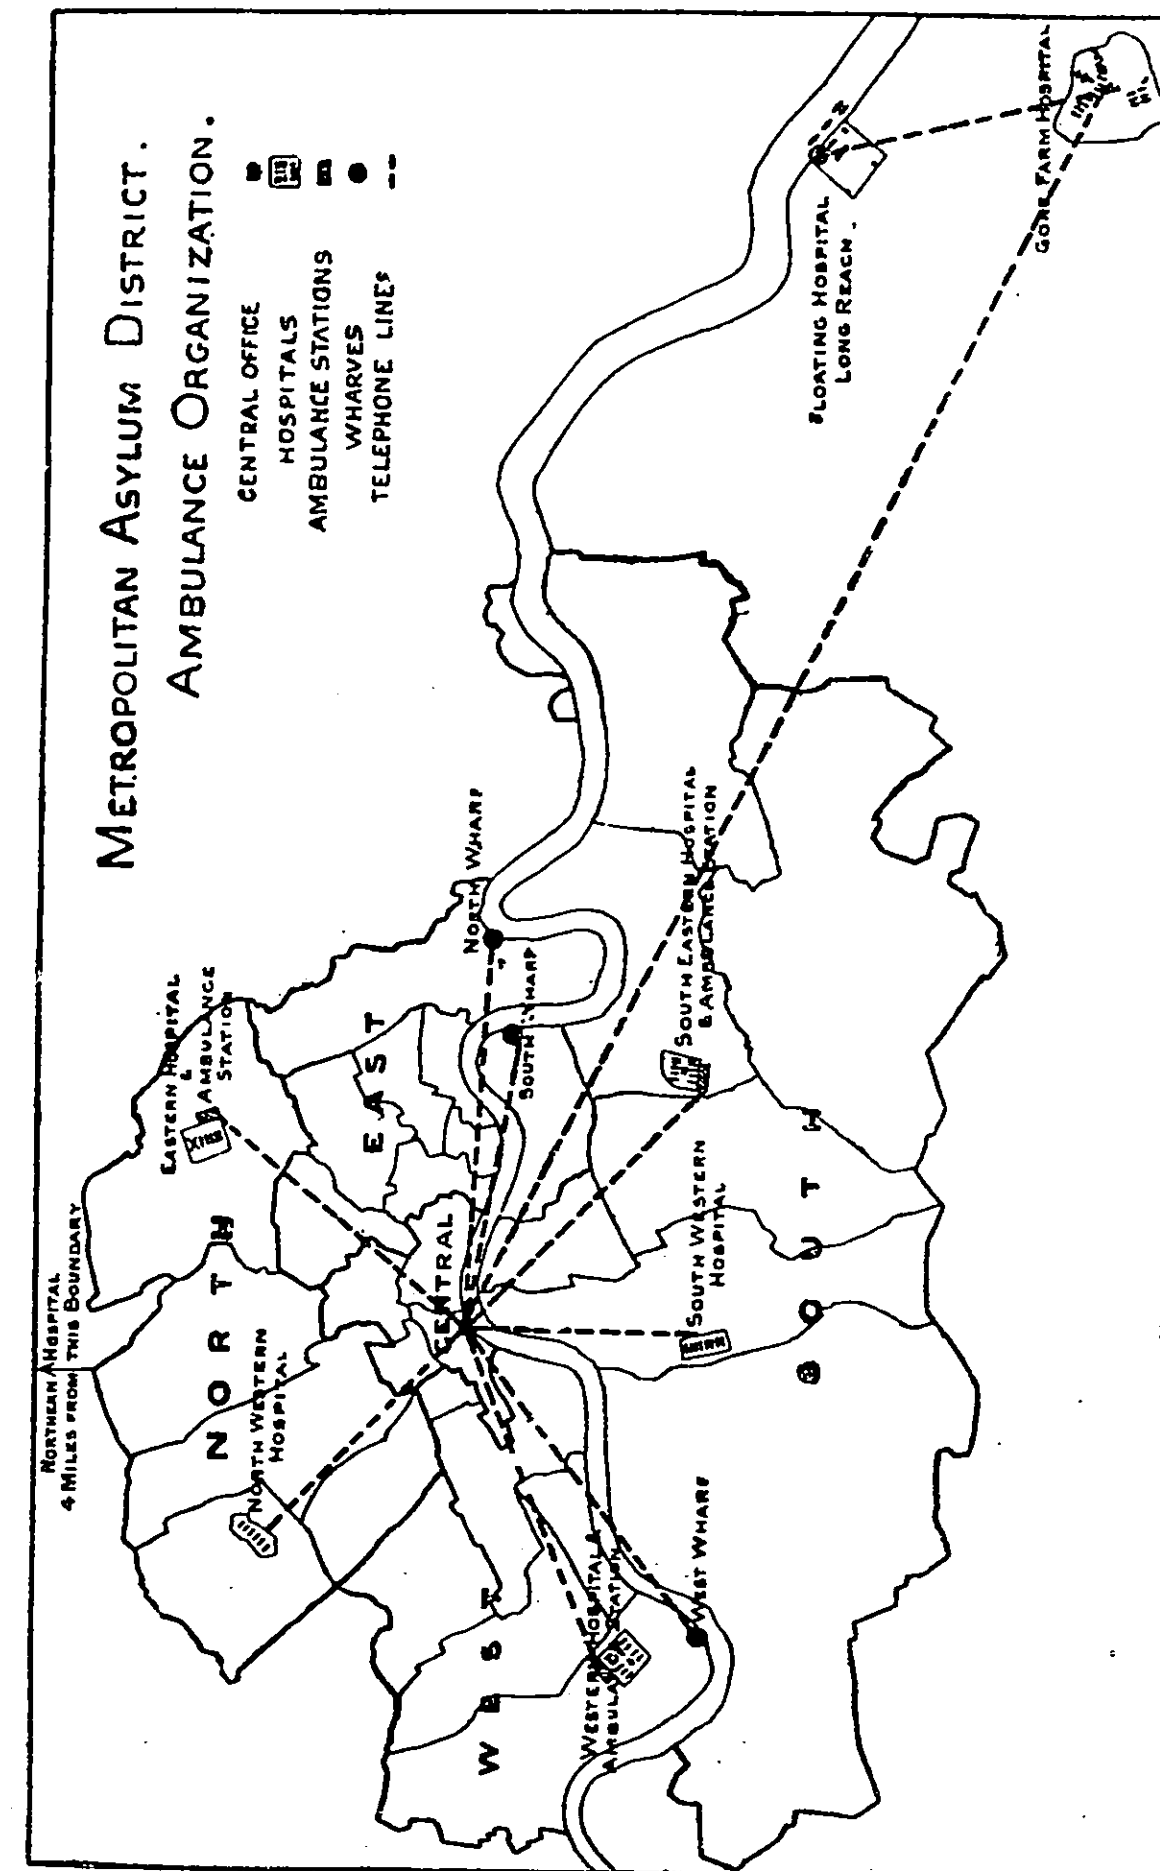 METROPOLITAN ASYLUM DISTRICT.
AMBULANCE ORGANIZATION.
CENTRAL OFFICE
HOSPITALS
AMBULANCE STATIONS
WHARVES
TELEPHONE LINES
NORTHERN HOSPITAL
4 MILES FROM THIS BOUNDARY
EASTERN HOSPITAL
&
AMBULANCE
STATION
NORTH
NORTH WESTERN
HOSPITAL
EAST
CENTRAL
WEST
NORTH WHARF
SOUTH WHARF
WESTERN HOSPITAL &
AMBULANCE STATION
WEST WHARF
SOUTH WESTERN
HOSPITAL
SOUTH EASTERN HOSPITAL
& AMBULANCE STATION
SOUTH
FLOATING HOSPITAL
LONG REACH.
GORE FARM HOSPITAL